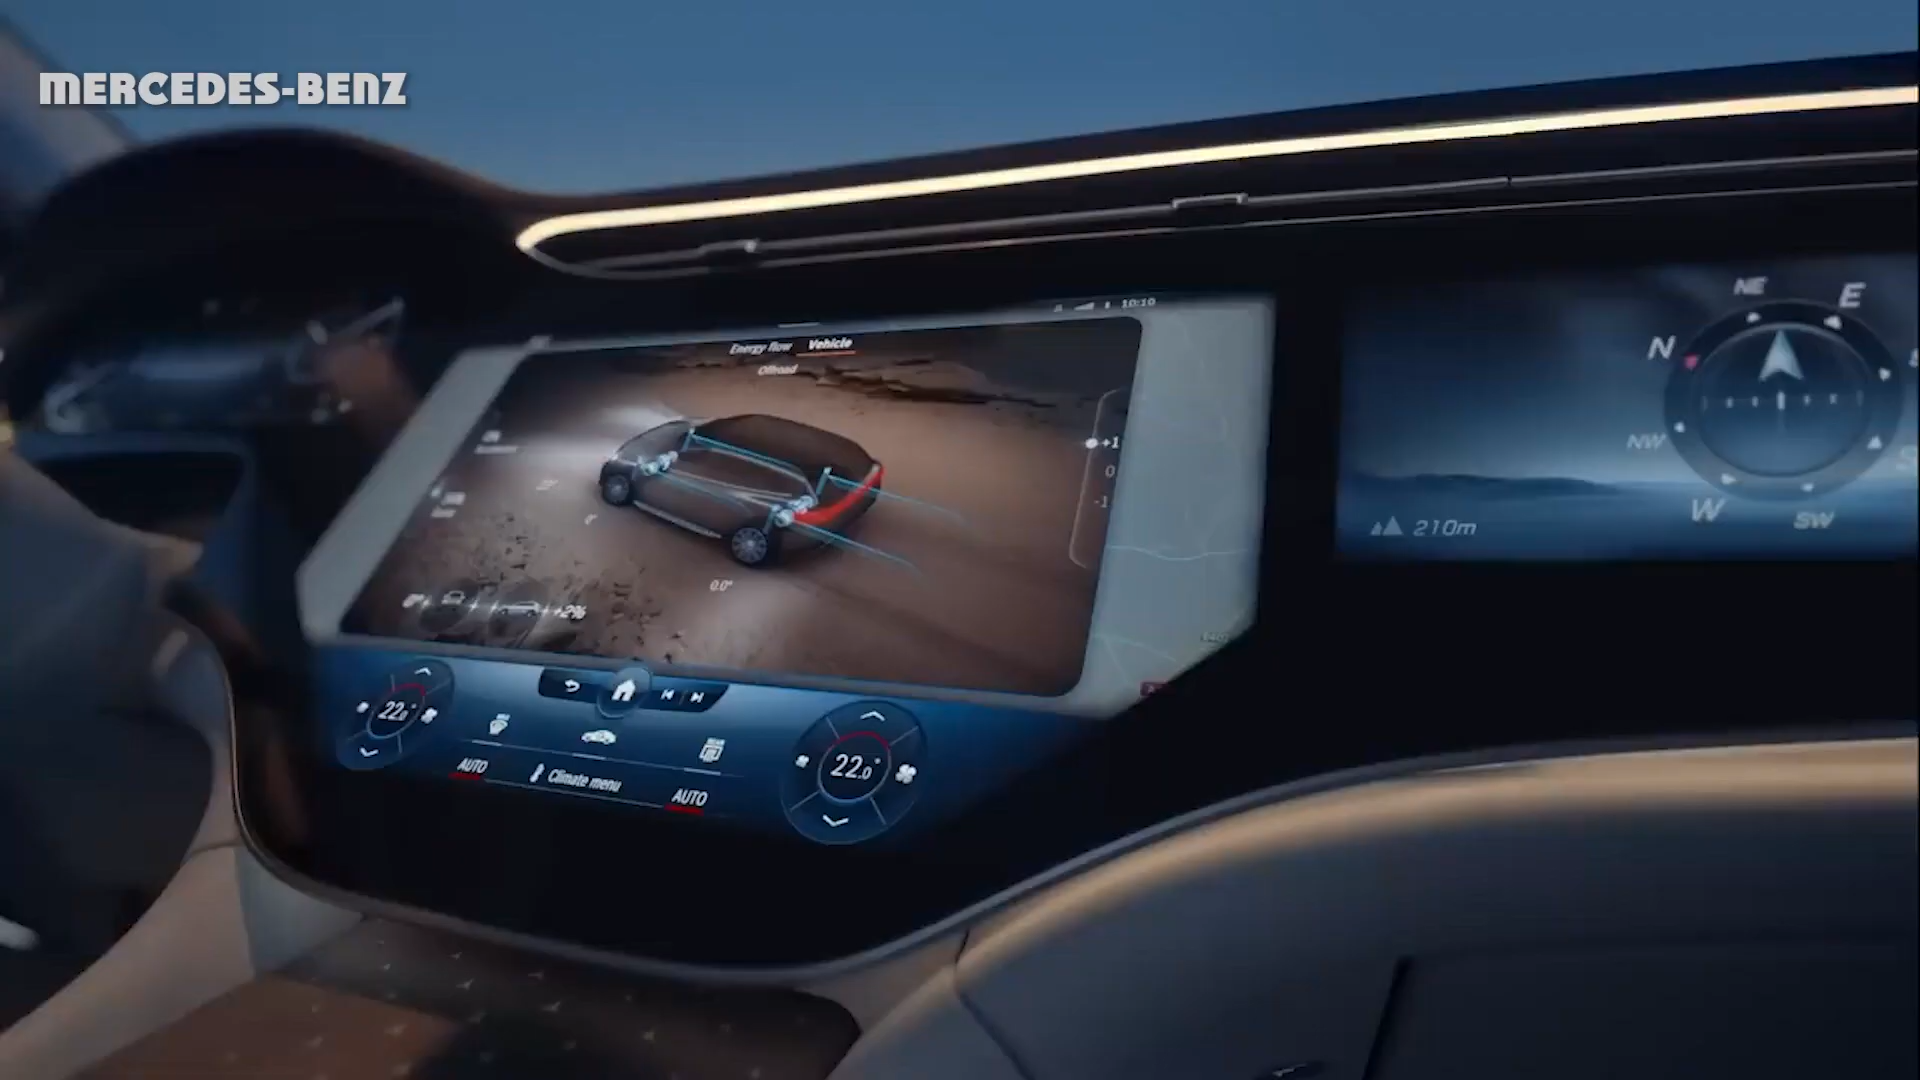 MERCEDES-BENZ
10:10
Energy flow Vehicle
Offroad
+1
0
-1
0.0°
+2%
22.0°
AUTO
Climate menu
AUTO
REAR
22.0°
NE
E
N
NW
W
SW
210m